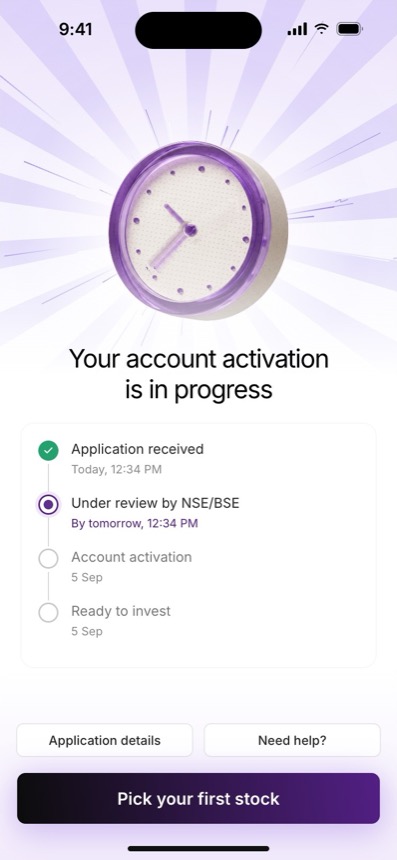 9:41
Your account activation
is in progress
Application received
Today, 12:34 PM
Under review by NSE/BSE
By tomorrow, 12:34 PM
Account activation
5 Sep
Ready to invest
5 Sep
Application details
Need help?
Pick your first stock